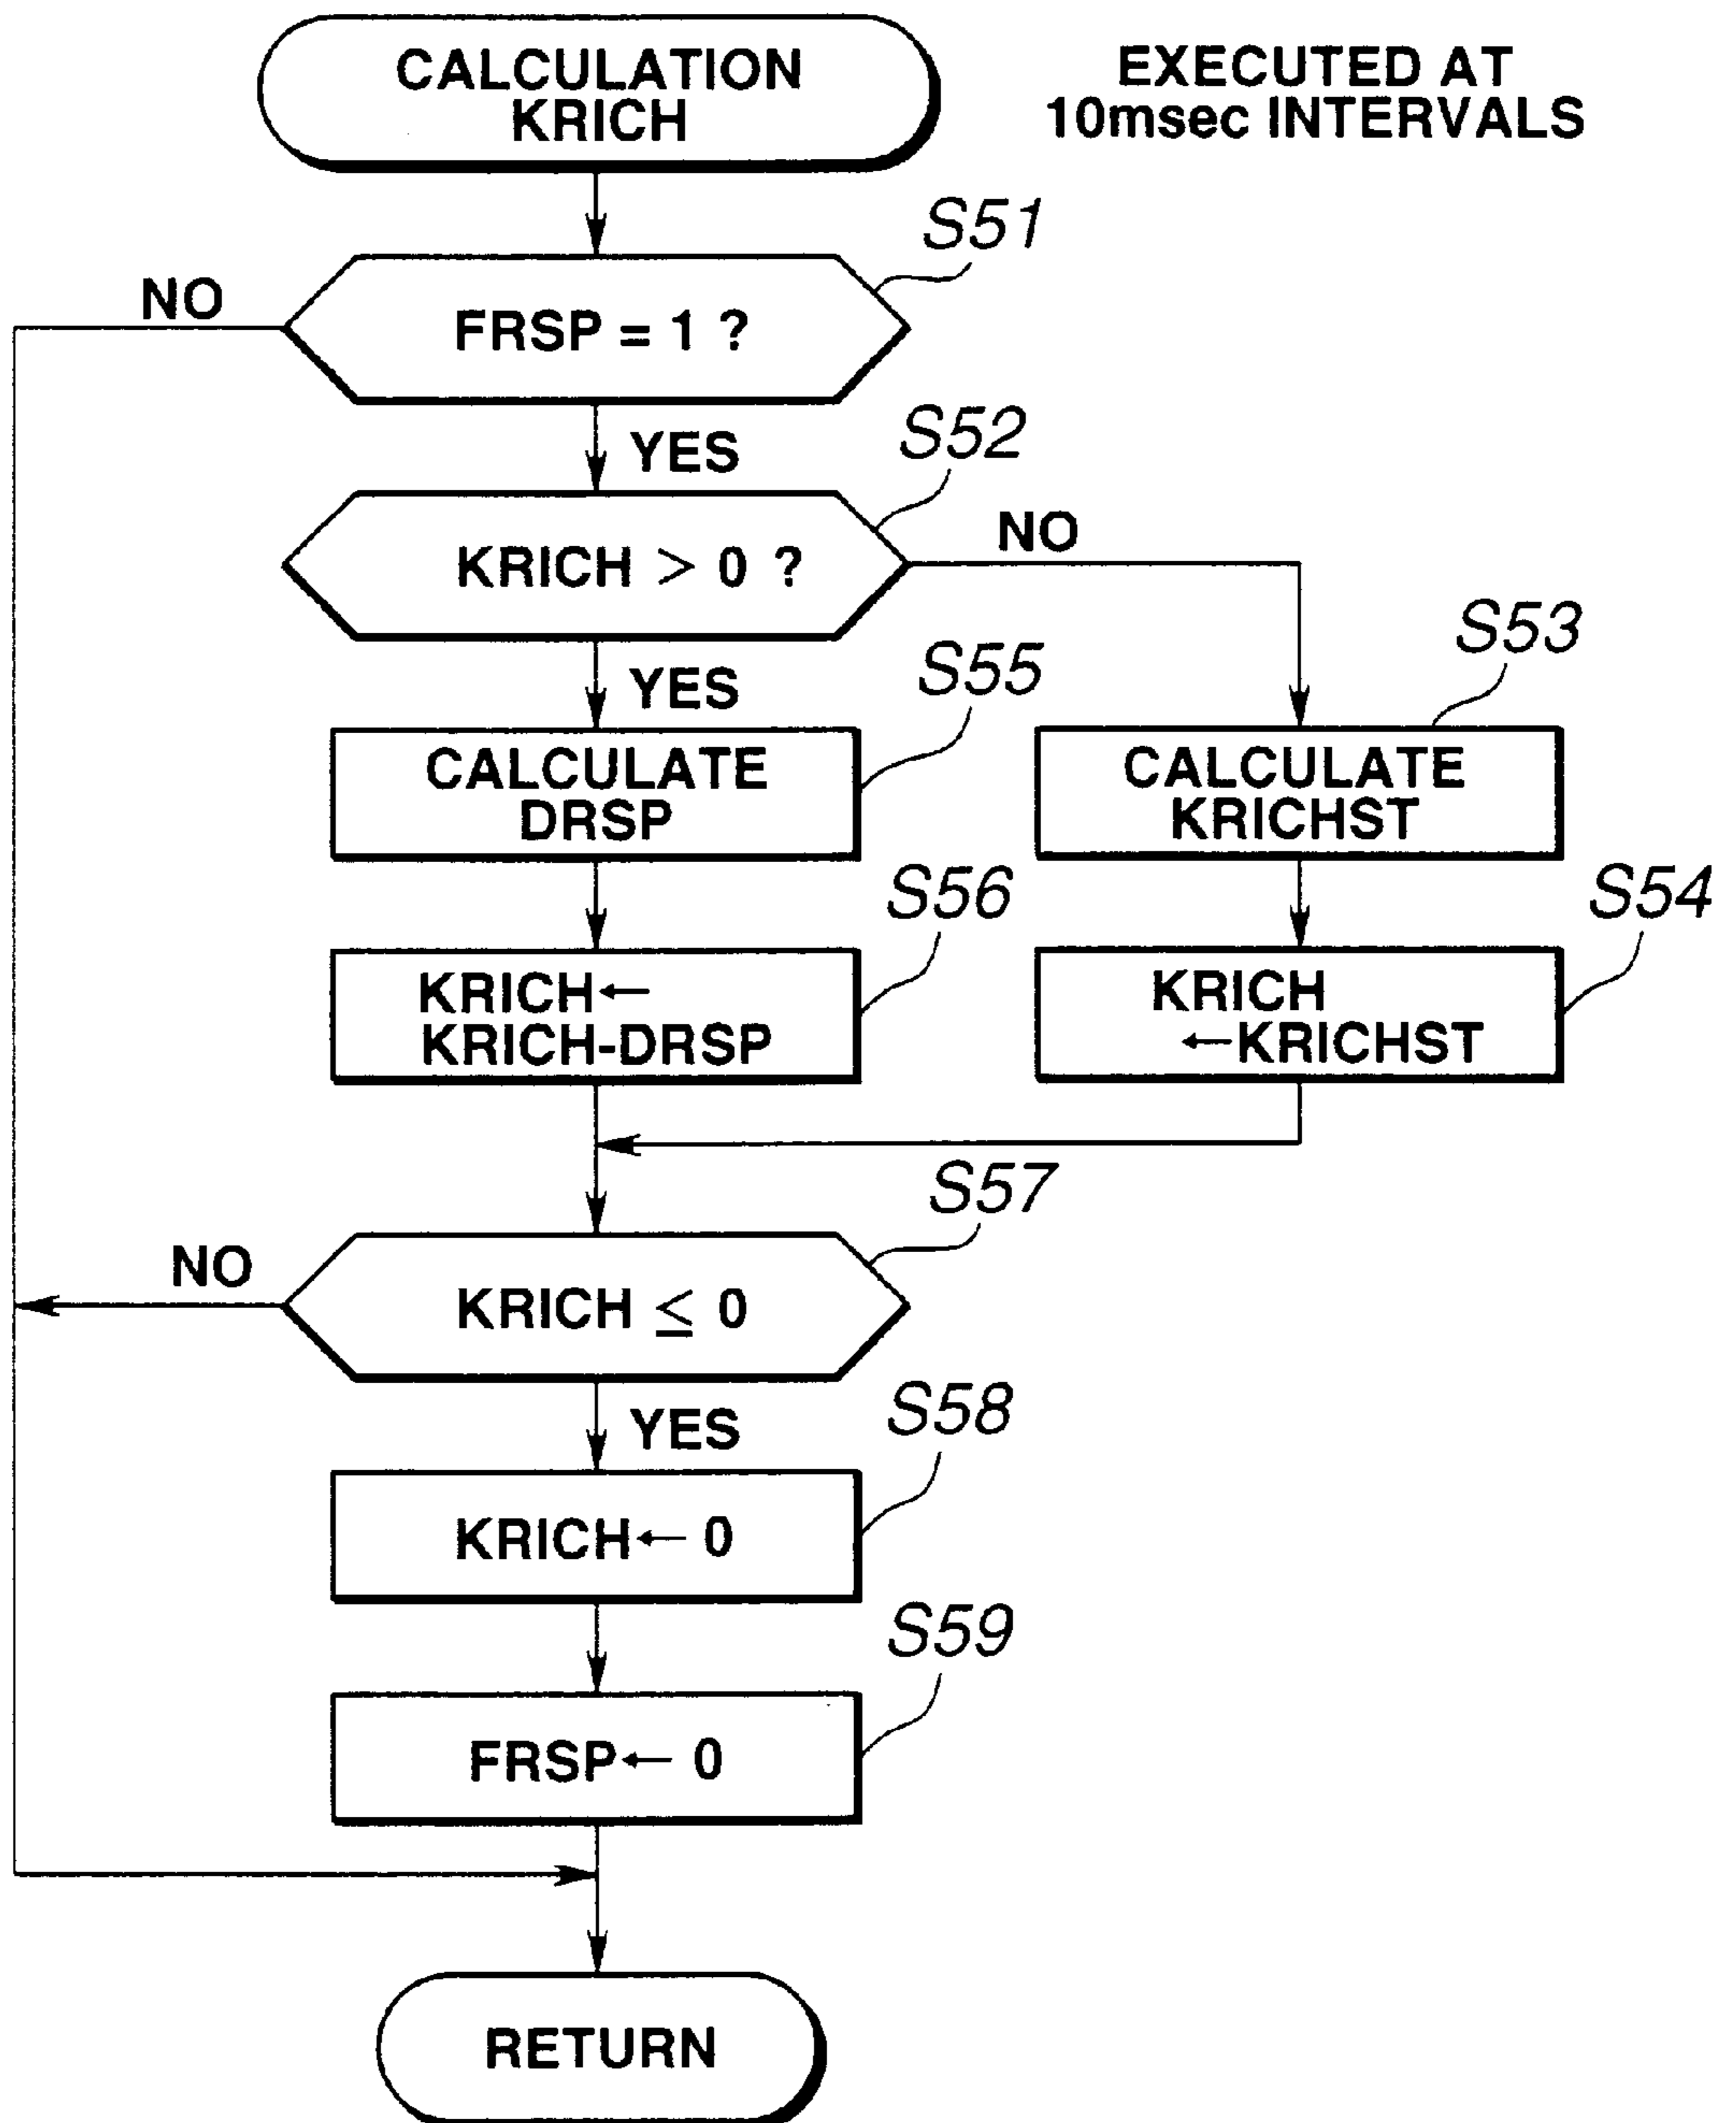 CALCULATION
KRICH
EXECUTED AT
10msec INTERVALS
S51
NO
FRSP = 1 ?
YES
S52
KRICH > 0 ?
NO
S53
YES
S55
CALCULATE
DRSP
CALCULATE
KRICHST
S56
S54
KRICH←
KRICH-DRSP
KRICH
←KRICHST
S57
NO
KRICH ≤ 0
YES
S58
KRICH← 0
S59
FRSP← 0
RETURN